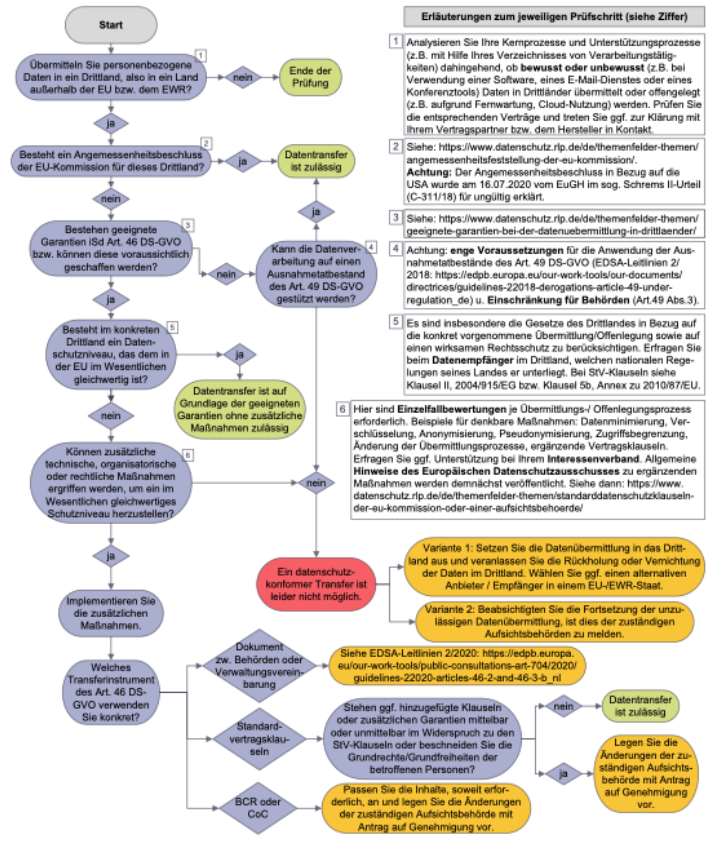 Start
Erläuterungen zum jeweiligen Prüfschritt (siehe Ziffer)
1
Übermitteln Sie personenbezogene
Daten in ein Drittland, also in ein Land
außerhalb der EU bzw. dem EWR?
nein
Ende der
Prüfung
ja
2
Besteht ein Angemessenheitsbeschluss
der EU-Kommission für dieses Drittland?
ja
Datentransfer
ist zulässig
nein
3
Bestehen geeignete
Garantien iSd Art. 46 DS-GVO
bzw. können diese voraussichtlich
geschaffen werden?
nein
ja
4
Kann die Datenver-
arbeitung auf einen
Ausnahmetatbestand
des Art. 49 DS-GVO
gestützt werden?
ja
5
Besteht im konkreten
Drittland ein Daten-
schutzniveau, das dem in
der EU im Wesentlichen
gleichwertig ist?
ja
Datentransfer ist auf
Grundlage der geeigneten
Garantien ohne zusätzliche
Maßnahmen zulässig
nein
6
Können zusätzliche
technische, organisatorische
oder rechtliche Maßnahmen
ergriffen werden, um ein im
Wesentlichen gleichwertiges
Schutzniveau herzustellen?
nein
ja
1
Analysieren Sie Ihre Kernprozesse und Unterstützungsprozesse
(z.B. mit Hilfe Ihres Verzeichnisses von Verarbeitungstätig-
keiten) dahingehend, ob bewusst oder unbewusst (z.B. bei
Verwendung einer Software, eines E-Mail-Dienstes oder eines
Konferenztools) Daten in Drittländer übermittelt oder offengelegt
(z.B. aufgrund Fernwartung, Cloud-Nutzung) werden. Prüfen Sie
die entsprechenden Verträge und treten Sie ggf. zur Klärung mit
Ihrem Vertragspartner bzw. dem Hersteller in Kontakt.
2
Siehe: https://www.datenschutz.rlp.de/de/themenfelder-themen/
angemessenheitsfeststellung-der-eu-kommission/.
Achtung: Der Angemessenheitsbeschluss in Bezug auf die
USA wurde am 16.07.2020 vom EuGH im sog. Schrems II-Urteil
(C-311/18) für ungültig erklärt.
3
Siehe: https://www.datenschutz.rlp.de/de/themenfelder-themen/
geeignete-garantien-bei-der-datenuebermittlung-in-drittlaender/
4
Achtung: enge Voraussetzungen für die Anwendung der Aus-
nahmetatbestände des Art. 49 DS-GVO (EDSA-Leitlinien 2/
2018: https://edpb.europa.eu/our-work-tools/our-documents/
directrices/guidelines-22018-derogations-article-49-under-
regulation_de) u. Einschränkung für Behörden (Art.49 Abs.3).
5
Es sind insbesondere die Gesetze des Drittlandes in Bezug auf
die konkret vorgenommene Übermittlung/Offenlegung sowie auf
einen wirksamen Rechtsschutz zu berücksichtigen. Erfragen Sie
beim Datenempfänger im Drittland, welchen nationalen Rege-
lungen seines Landes er unterliegt. Bei StV-Klauseln siehe
Klausel II, 2004/915/EG bzw. Klausel 5b, Annex zu 2010/87/EU.
6
Hier sind Einzelfallbewertungen je Übermittlungs-/ Offenlegungsprozess
erforderlich. Beispiele für denkbare Maßnahmen: Datenminimierung, Ver-
schlüsselung, Anonymisierung, Pseudonymisierung, Zugriffsbegrenzung,
Änderung der Übermittlungsprozesse, ergänzende Vertragsklauseln.
Erfragen Sie ggf. Unterstützung bei Ihrem Interessenverband. Allgemeine
Hinweise des Europäischen Datenschutzausschusses zu ergänzenden
Maßnahmen werden demnächst veröffentlicht. Siehe dann: https://www.
datenschutz.rlp.de/de/themenfelder-themen/standarddatenschutzklauseln-
der-eu-kommission-oder-einer-aufsichtsbehoerde/
Ein datenschutz-
konformer Transfer ist
leider nicht möglich.
Variante 1: Setzen Sie die Datenübermittlung in das Dritt-
land aus und veranlassen Sie die Rückholung oder Vernichtung
der Daten im Drittland. Wählen Sie ggf. einen alternativen
Anbieter / Empfänger in einem EU-/EWR-Staat.
Variante 2: Beabsichtigten Sie die Fortsetzung der unzu-
lässigen Datenübermittlung, ist dies der zuständigen
Aufsichtsbehörden zu melden.
Implementieren Sie
die zusätzlichen
Maßnahmen.
Welches
Transferinstrument
des Art. 46 DS-
GVO verwenden
Sie konkret?
Dokument
zw. Behörden oder
Verwaltungsverein-
barung
Siehe EDSA-Leitlinien 2/2020: https://edpb.europa.
eu/our-work-tools/public-consultations-art-704/2020/
guidelines-22020-articles-46-2-and-46-3-b_nl
Standard-
vertragsklau-
seln
Stehen ggf. hinzugefügte Klauseln
oder zusätzlichen Garantien mittelbar
oder unmittelbar im Widerspruch zu den
StV-Klauseln oder beschneiden Sie die
Grundrechte/Grundfreiheiten der
betroffenen Personen?
nein
Datentransfer
ist zulässig
ja
Legen Sie die
Änderungen der zu-
ständigen Aufsichts-
behörde mit Antrag
auf Genehmigung
vor.
BCR oder
CoC
Passen Sie die Inhalte, soweit erfor-
derlich, an und legen Sie die Änderungen
der zuständigen Aufsichtsbehörde mit
Antrag auf Genehmigung vor.